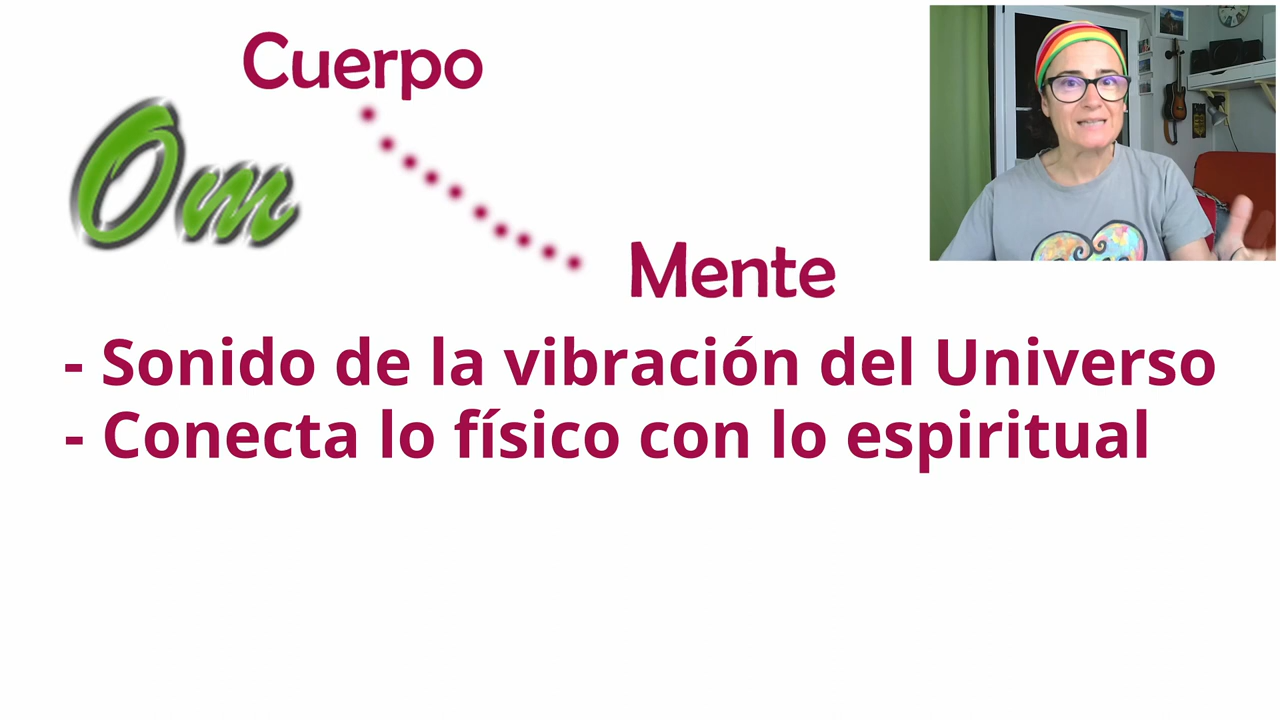 Cuerpo
Om
Mente
- Sonido de la vibración del Universo
- Conecta lo físico con lo espiritual